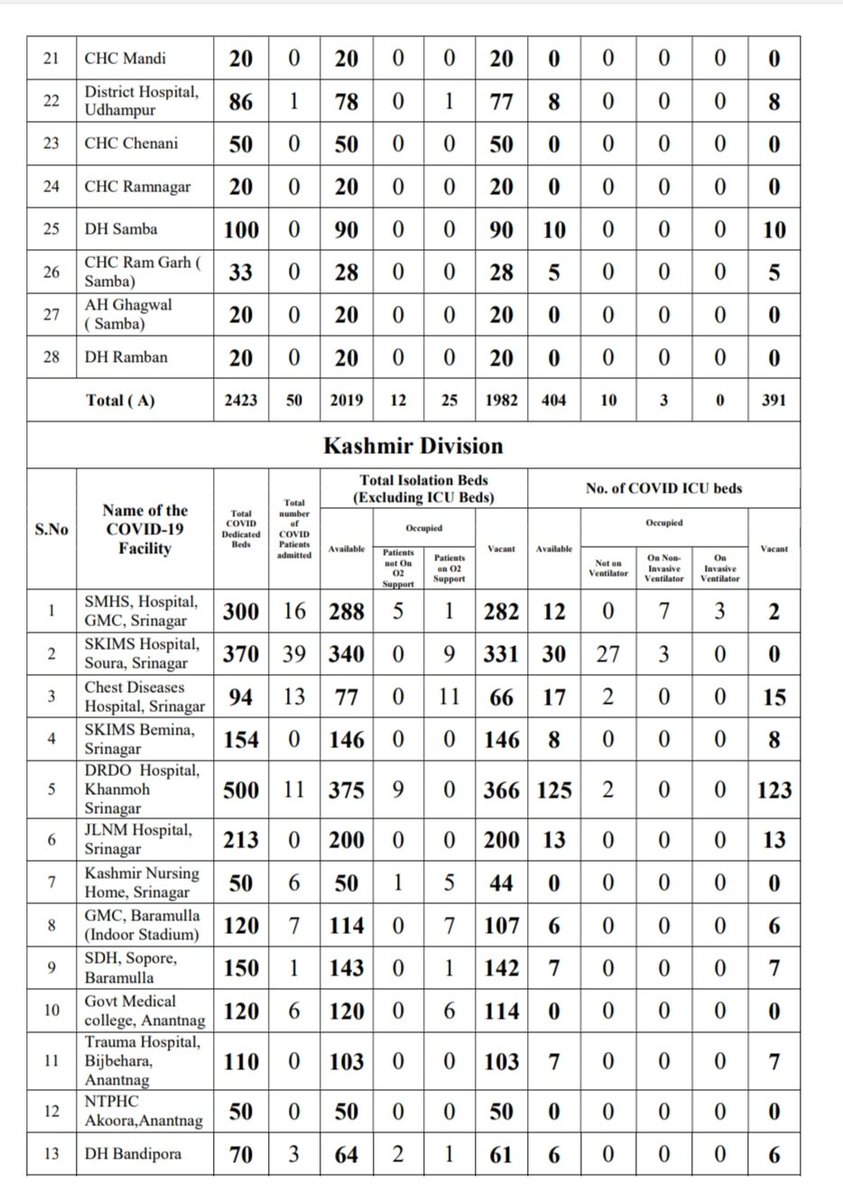 21 CHC Mandi 20 0 20 0 0 20 0 0 0 0 0
22 District Hospital, Udhampur 86 1 78 0 1 77 8 0 0 0 8
23 CHC Chenani 50 0 50 0 0 50 0 0 0 0 0
24 CHC Ramnagar 20 0 20 0 0 20 0 0 0 0 0
25 DH Samba 100 0 90 0 0 90 10 0 0 0 10
26 CHC Ram Garh ( Samba) 33 0 28 0 0 28 5 0 0 0 5
27 AH Ghagwal ( Samba) 20 0 20 0 0 20 0 0 0 0 0
28 DH Ramban 20 0 20 0 0 20 0 0 0 0 0
Total ( A) 2423 50 2019 12 25 1982 404 10 3 0 391
Kashmir Division
S.No Name of the COVID-19 Facility Total COVID Dedicated Beds Total number of COVID Patients admitted Total Isolation Beds (Excluding ICU Beds) No. of COVID ICU beds
Available Occupied Vacant Available Occupied Vacant
Patients not On O2 Support Patients on O2 Support Not on Ventilator On Non-Invasive Ventilator On Invasive Ventilator
1 SMHS, Hospital, GMC, Srinagar 300 16 288 5 1 282 12 0 7 3 2
2 SKIMS Hospital, Soura, Srinagar 370 39 340 0 9 331 30 27 3 0 0
3 Chest Diseases Hospital, Srinagar 94 13 77 0 11 66 17 2 0 0 15
4 SKIMS Bemina, Srinagar 154 0 146 0 0 146 8 0 0 0 8
5 DRDO Hospital, Khanmoh Srinagar 500 11 375 9 0 366 125 2 0 0 123
6 JLNM Hospital, Srinagar 213 0 200 0 0 200 13 0 0 0 13
7 Kashmir Nursing Home, Srinagar 50 6 50 1 5 44 0 0 0 0 0
8 GMC, Baramulla (Indoor Stadium) 120 7 114 0 7 107 6 0 0 0 6
9 SDH, Sopore, Baramulla 150 1 143 0 1 142 7 0 0 0 7
10 Govt Medical college, Anantnag 120 6 120 0 6 114 0 0 0 0 0
11 Trauma Hospital, Bijbehara, Anantnag 110 0 103 0 0 103 7 0 0 0 7
12 NTPHC Akoora,Anantnag 50 0 50 0 0 50 0 0 0 0 0
13 DH Bandipora 70 3 64 2 1 61 6 0 0 0 6